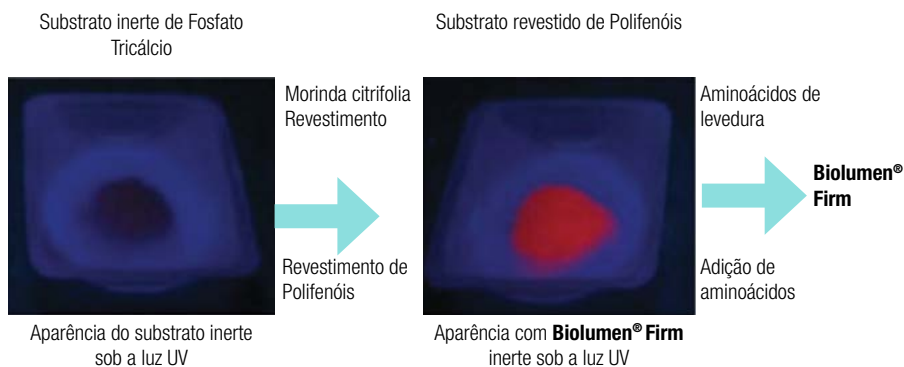 Substrato inerte de Fosfato
Tricálcio
Morinda citrifolia
Revestimento
Revestimento de
Polifenóis
Aparência do substrato inerte
sob a luz UV
Substrato revestido de Polifenóis
Aminoácidos de
levedura
Adição de
aminoácidos
Aparência com Biolumen® Firm
inerte sob a luz UV
Biolumen®
Firm